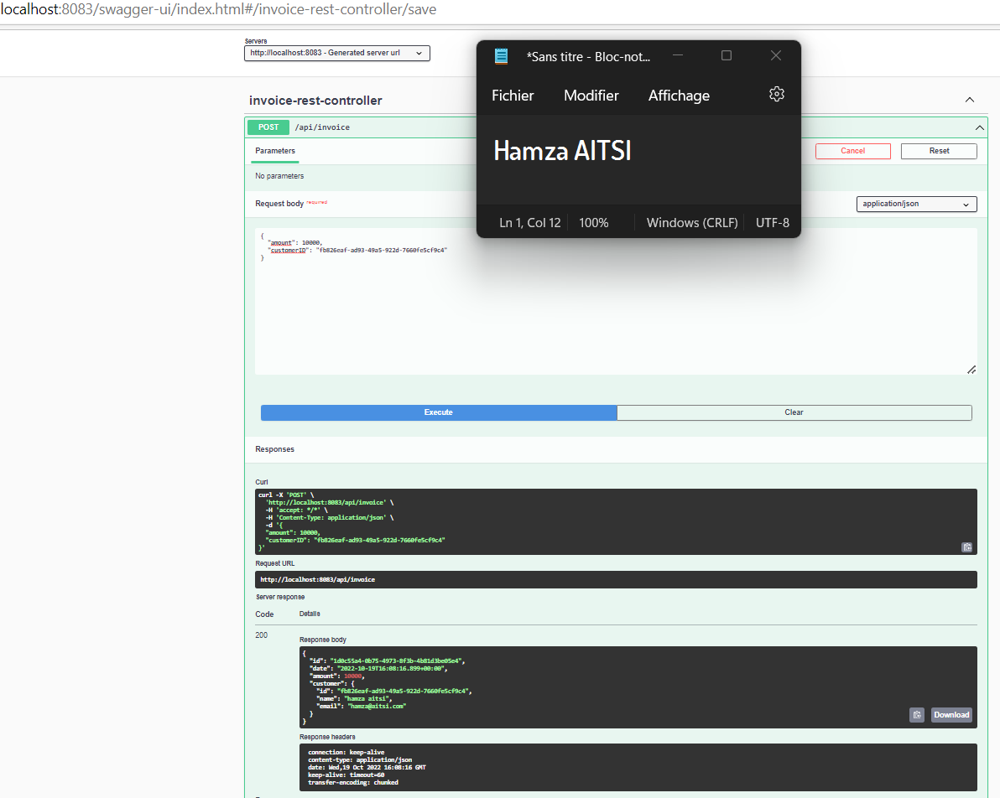 localhost:8083/swagger-ui/index.html#/invoice-rest-controller/save
Servers
http://localhost:8083 - Generated server url
*Sans titre - Bloc-not...
Fichier Modifier Affichage
Hamza AITSI
Ln 1, Col 12 100% Windows (CRLF) UTF-8
invoice-rest-controller
POST /api/invoice
Parameters
Cancel Reset
No parameters
Request body required
application/json
{
"amount": 10000,
"customerID": "fb826eaf-ad93-49a5-922d-7660fe5cf9c4"
}
Execute Clear
Responses
Curl
curl -X 'POST' \
'http://localhost:8083/api/invoice' \
-H 'accept: */*' \
-H 'Content-Type: application/json' \
-d '{
"amount": 10000,
"customerID": "fb826eaf-ad93-49a5-922d-7660fe5cf9c4"
}'
Request URL
http://localhost:8083/api/invoice
Server response
Code Details
200
Response body
{
"id": "1d0c55a4-0b75-4973-8f3b-4b81d3be05e4",
"date": "2022-10-19T16:08:16.899+00:00",
"amount": 10000,
"customer": {
"id": "fb826eaf-ad93-49a5-922d-7660fe5cf9c4",
"name": "hamza aitsi",
"email": "hamza@aitsi.com"
}
}
Download
Response headers
connection: keep-alive
content-type: application/json
date: Wed,19 Oct 2022 16:08:16 GMT
keep-alive: timeout=60
transfer-encoding: chunked